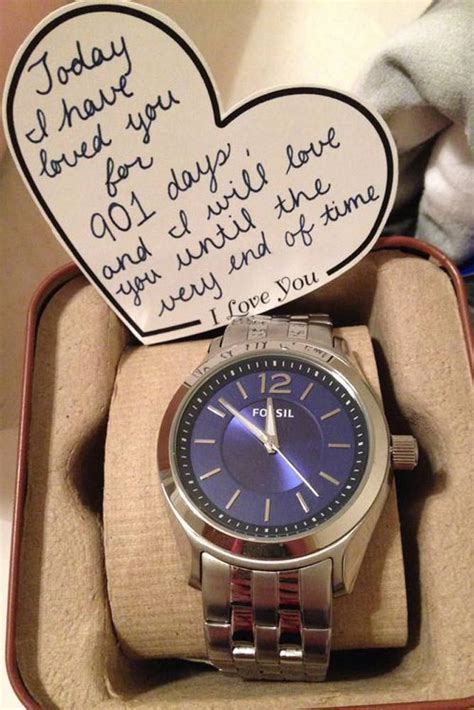 Today
I have
loved you
for
901 days,
and I will love
you until the
very end of time
I Love You
12
FOSSIL